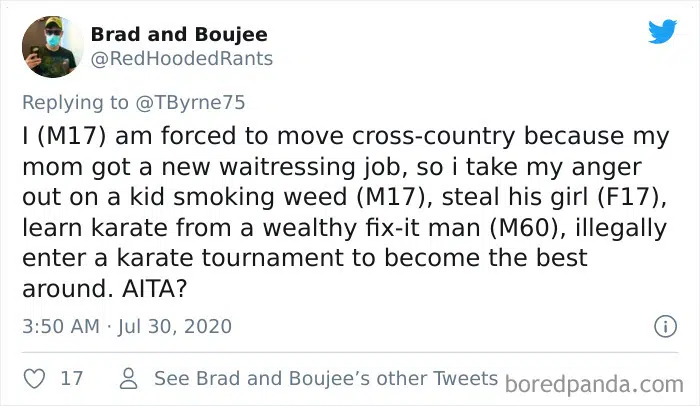 Brad and Boujee
@RedHoodedRants
Replying to @TByrne75
I (M17) am forced to move cross-country because my
mom got a new waitressing job, so i take my anger
out on a kid smoking weed (M17), steal his girl (F17),
learn karate from a wealthy fix-it man (M60), illegally
enter a karate tournament to become the best
around. AITA?
3:50 AM · Jul 30, 2020
17
See Brad and Boujee’s other Tweets
boredpanda.com